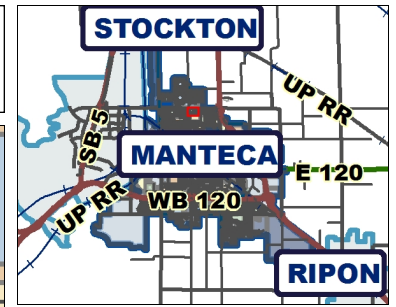 STOCKTON
UP RR
SB 5
MANTECA
E 120
UP RR
WB 120
RIPON